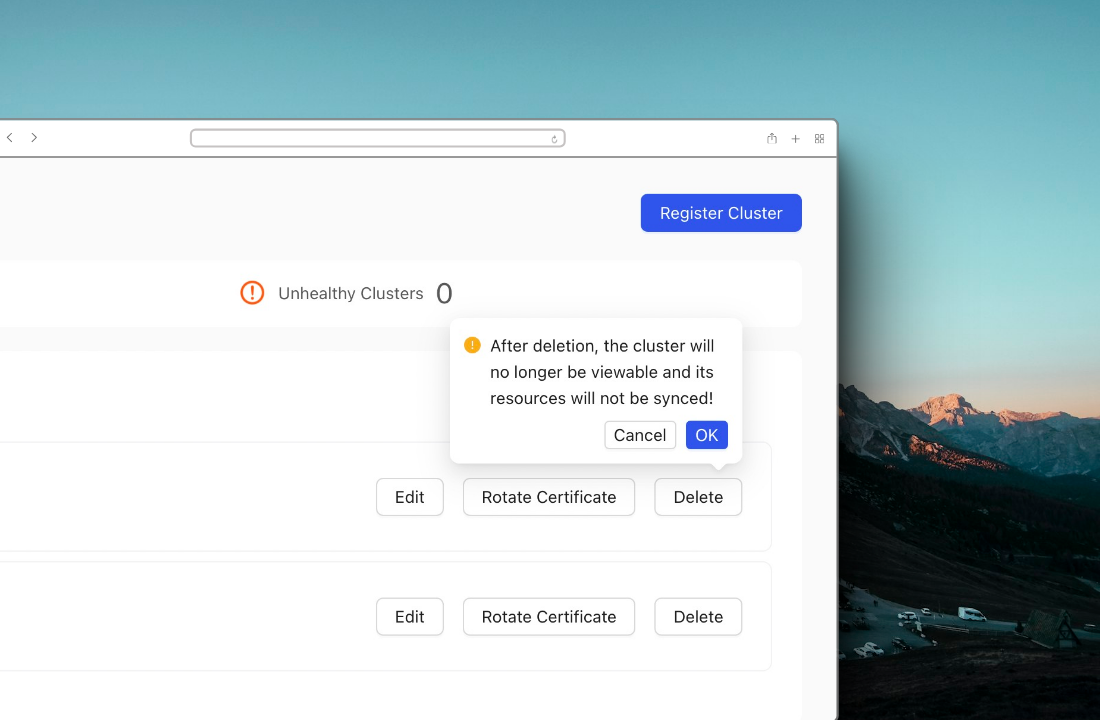 Register Cluster
Unhealthy Clusters 0
After deletion, the cluster will
no longer be viewable and its
resources will not be synced!
Cancel OK
Edit Rotate Certificate Delete
Edit Rotate Certificate Delete